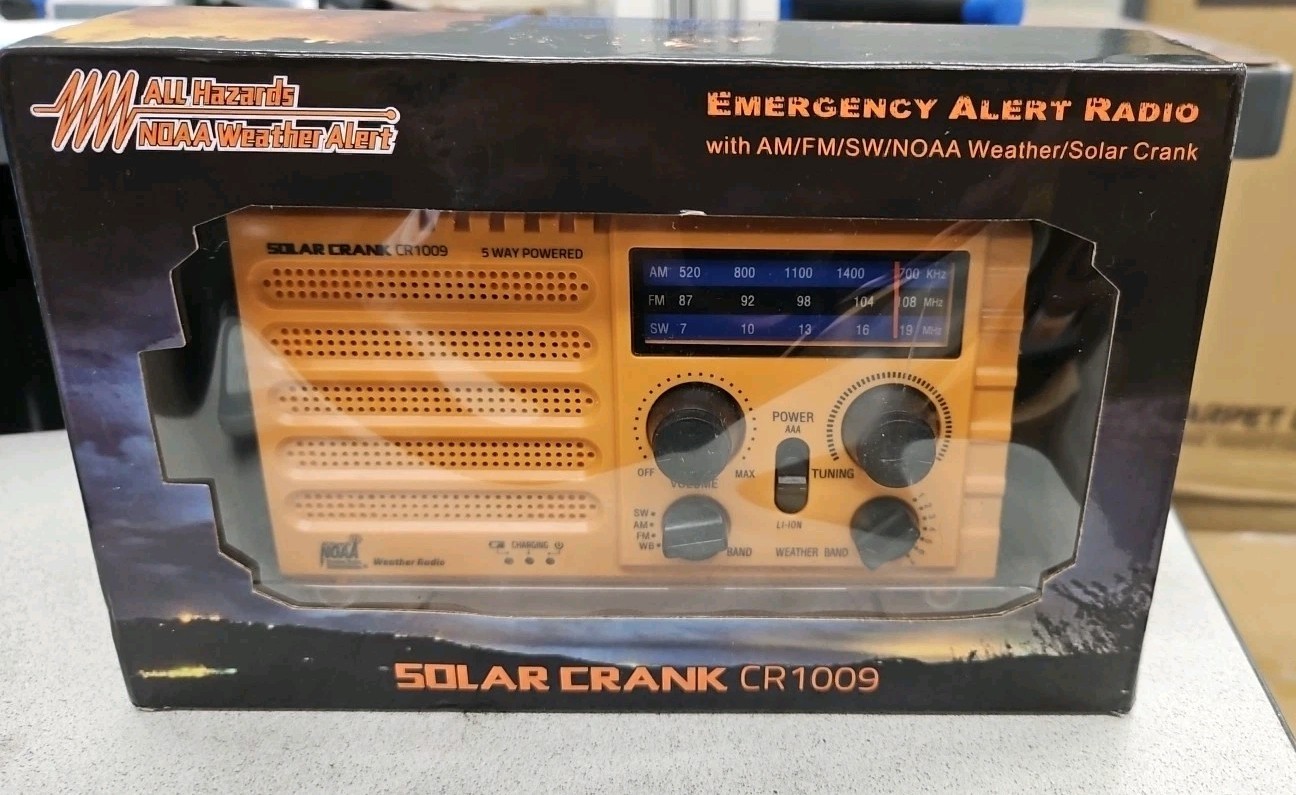 ALL Hazards
NOAA Weather Alert
EMERGENCY ALERT RADIO
with AM/FM/SW/NOAA Weather/Solar Crank
SOLAR CRANK CR1009 5 WAY POWERED
AM 520 800 1100 1400 700 KHz
FM 87 92 98 104 108 MHz
SW 7 10 13 16 19 MHz
POWER
AAA
OFF MAX
VOLUME
TUNING
LI-ION
SW
AM
FM
WB
BAND
WEATHER BAND
CHARGING
NOAA
Weather Radio
SOLAR CRANK CR1009